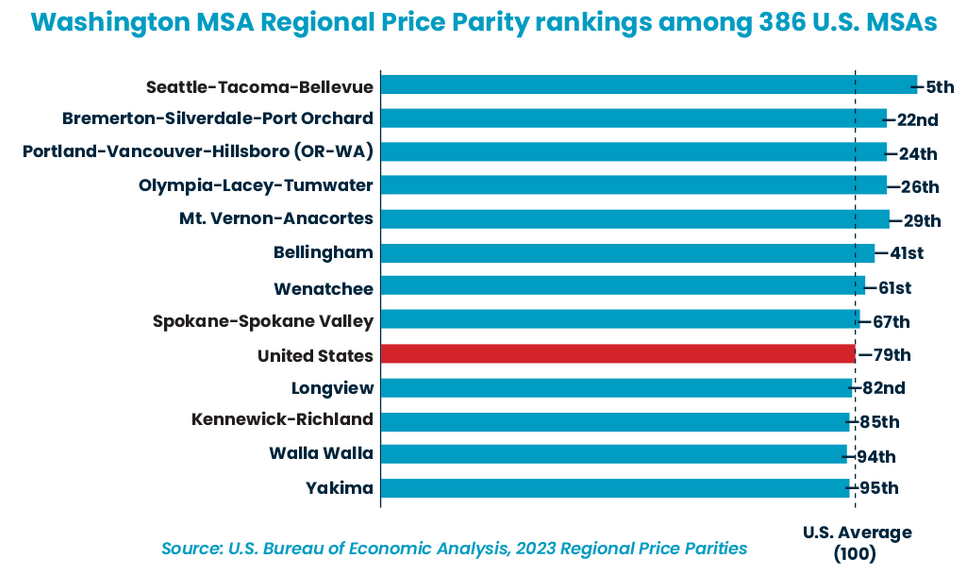 Washington MSA Regional Price Parity rankings among 386 U.S. MSAs
Seattle-Tacoma-Bellevue 5th
Bremerton-Silverdale-Port Orchard 22nd
Portland-Vancouver-Hillsboro (OR-WA) 24th
Olympia-Lacey-Tumwater 26th
Mt. Vernon-Anacortes 29th
Bellingham 41st
Wenatchee 61st
Spokane-Spokane Valley 67th
United States 79th
Longview 82nd
Kennewick-Richland 85th
Walla Walla 94th
Yakima 95th
U.S. Average
(100)
Source: U.S. Bureau of Economic Analysis, 2023 Regional Price Parities